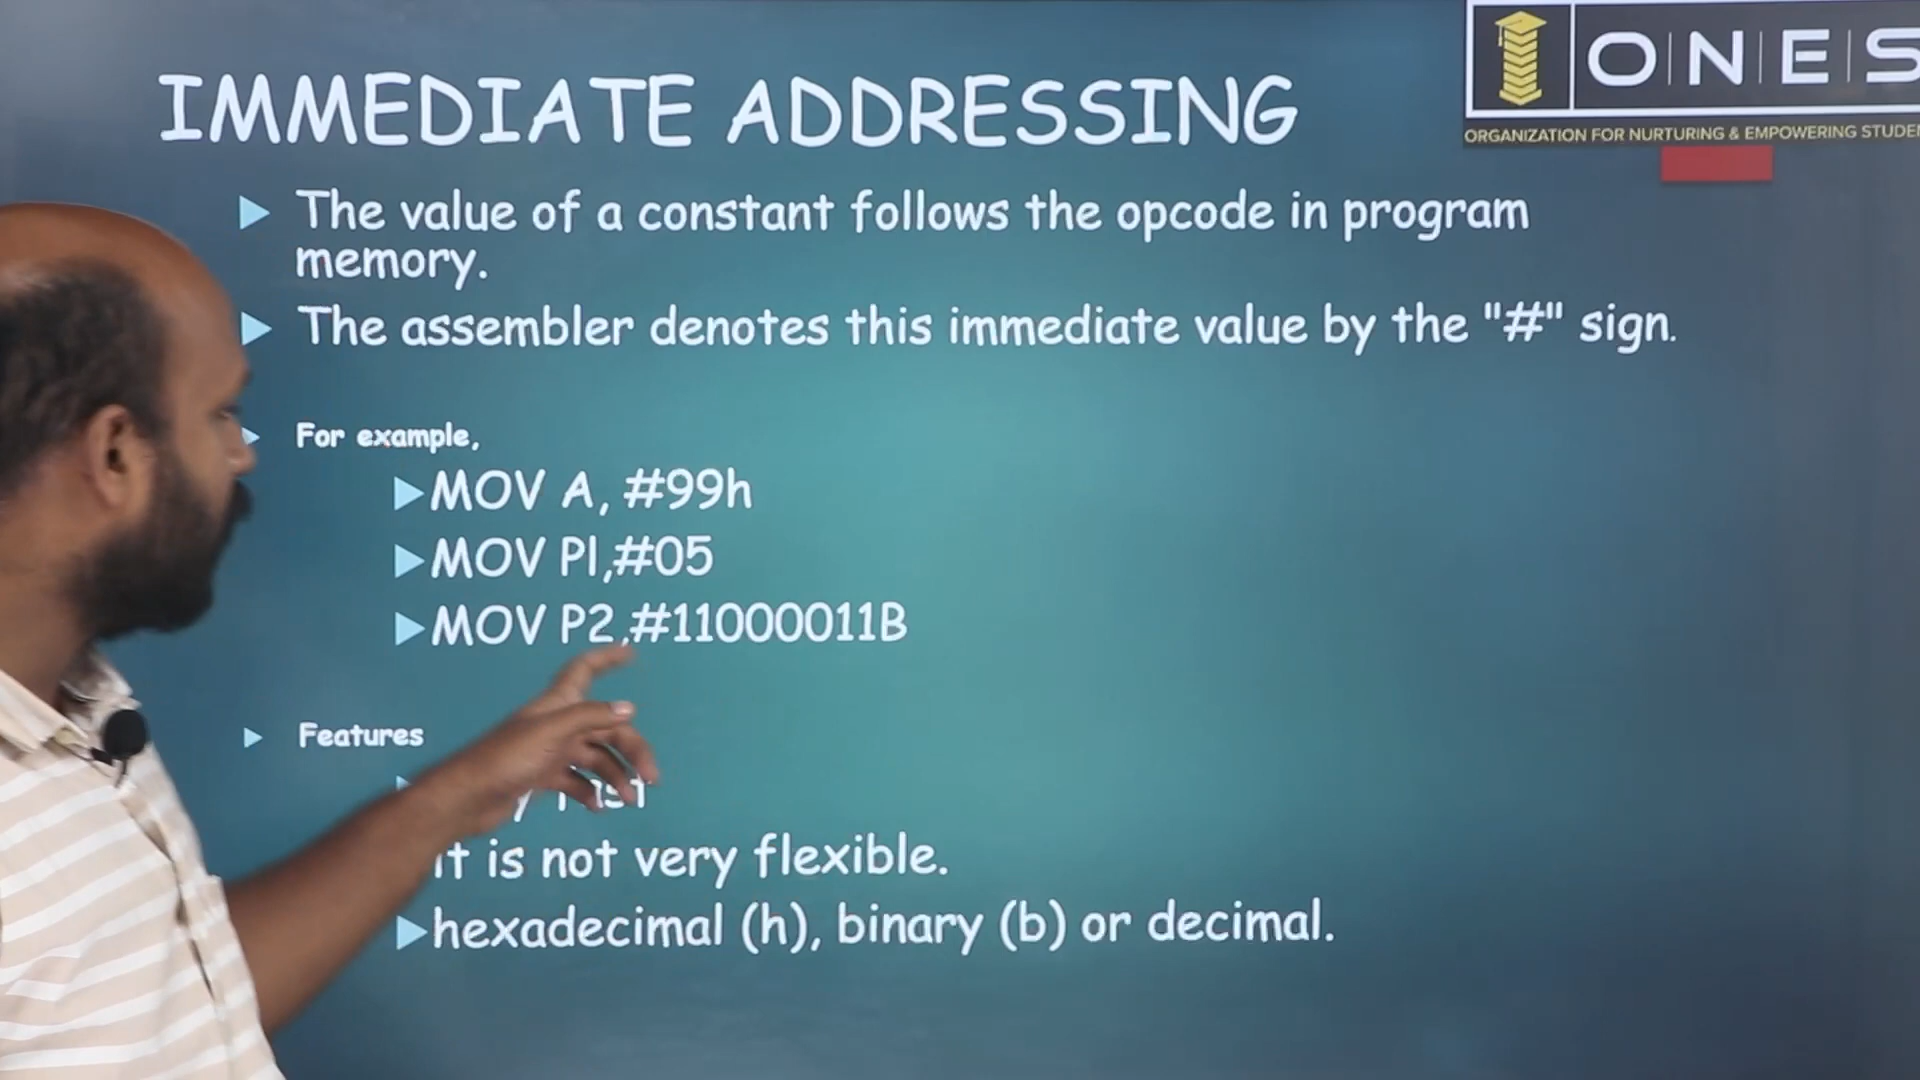 ONES
ORGANIZATION FOR NURTURING & EMPOWERING
IMMEDIATE ADDRESSING
The value of a constant follows the opcode in program
memory.
The assembler denotes this immediate value by the "#" sign.
For example,
MOV A, #99h
MOV P1,#05
MOV P2,#11000011B
Features
It is not very flexible.
hexadecimal (h), binary (b) or decimal.